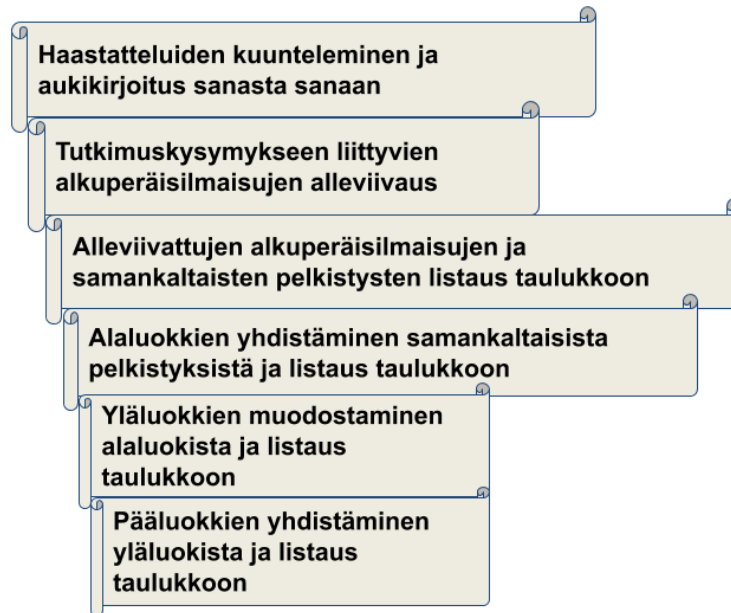 Haastatteluiden kuunteleminen ja
aukikirjoitus sanasta sanaan
Tutkimuskysymykseen liittyvien
alkuperäisilmaisujen alleviivaus
Alleviivattujen alkuperäisilmaisujen ja
samankaltaisten pelkistysten listaus taulukkoon
Alaluokkien yhdistäminen samankaltaisista
pelkistyksistä ja listaus taulukkoon
Yläluokkien muodostaminen
alaluokista ja listaus
taulukkoon
Pääluokkien yhdistäminen
yläluokista ja listaus
taulukkoon